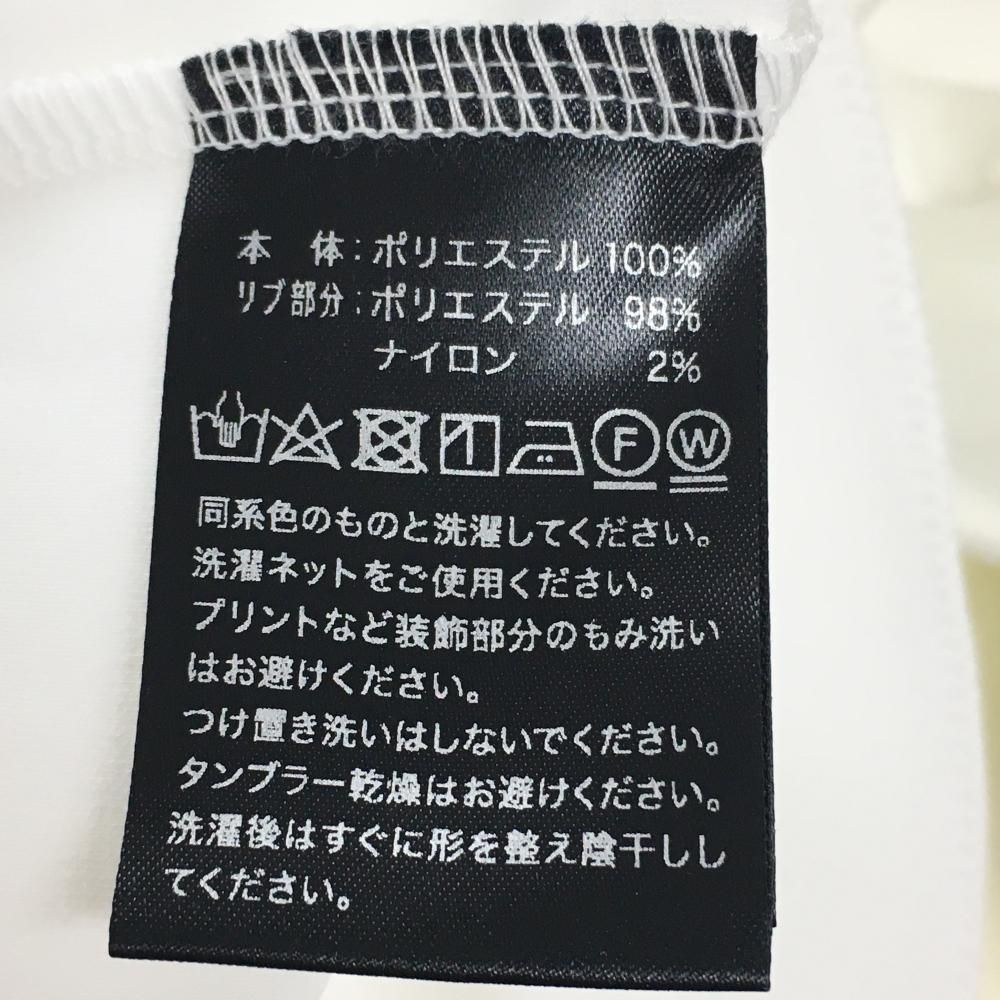 本 体：ポリエステル 100%
リブ部分：ポリエステル 98%
ナイロン 2%
F W
同系色のものと洗濯してください。
洗濯ネットをご使用ください。
プリントなど装飾部分のもみ洗い
はお避けください。
つけ置き洗いはしないでください。
タンブラー乾燥はお避けください。
洗濯後はすぐに形を整え陰干しし
てください。